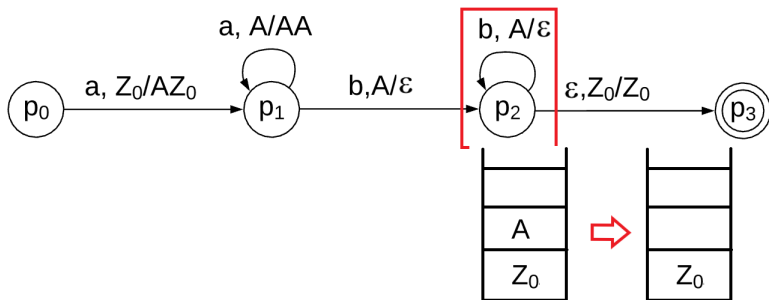 a, A/AA
b, A/ε
a, Z₀/AZ₀
b,A/ε
ε,Z₀/Z₀
p₀
p₁
p₂
p₃
A
Z₀
Z₀